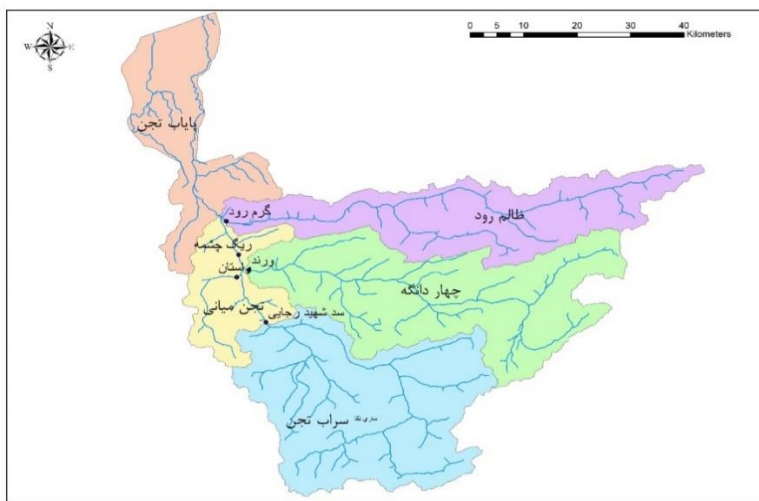 N
W E
S
0 5 10 20 30 40
Kilometers
پایاب تجن
گرم رود
ظالم رود
ریگ چشمه
ورند
ستان
چهار دانگه
تجن میانی
سد شهید رجایی
سراب تجن